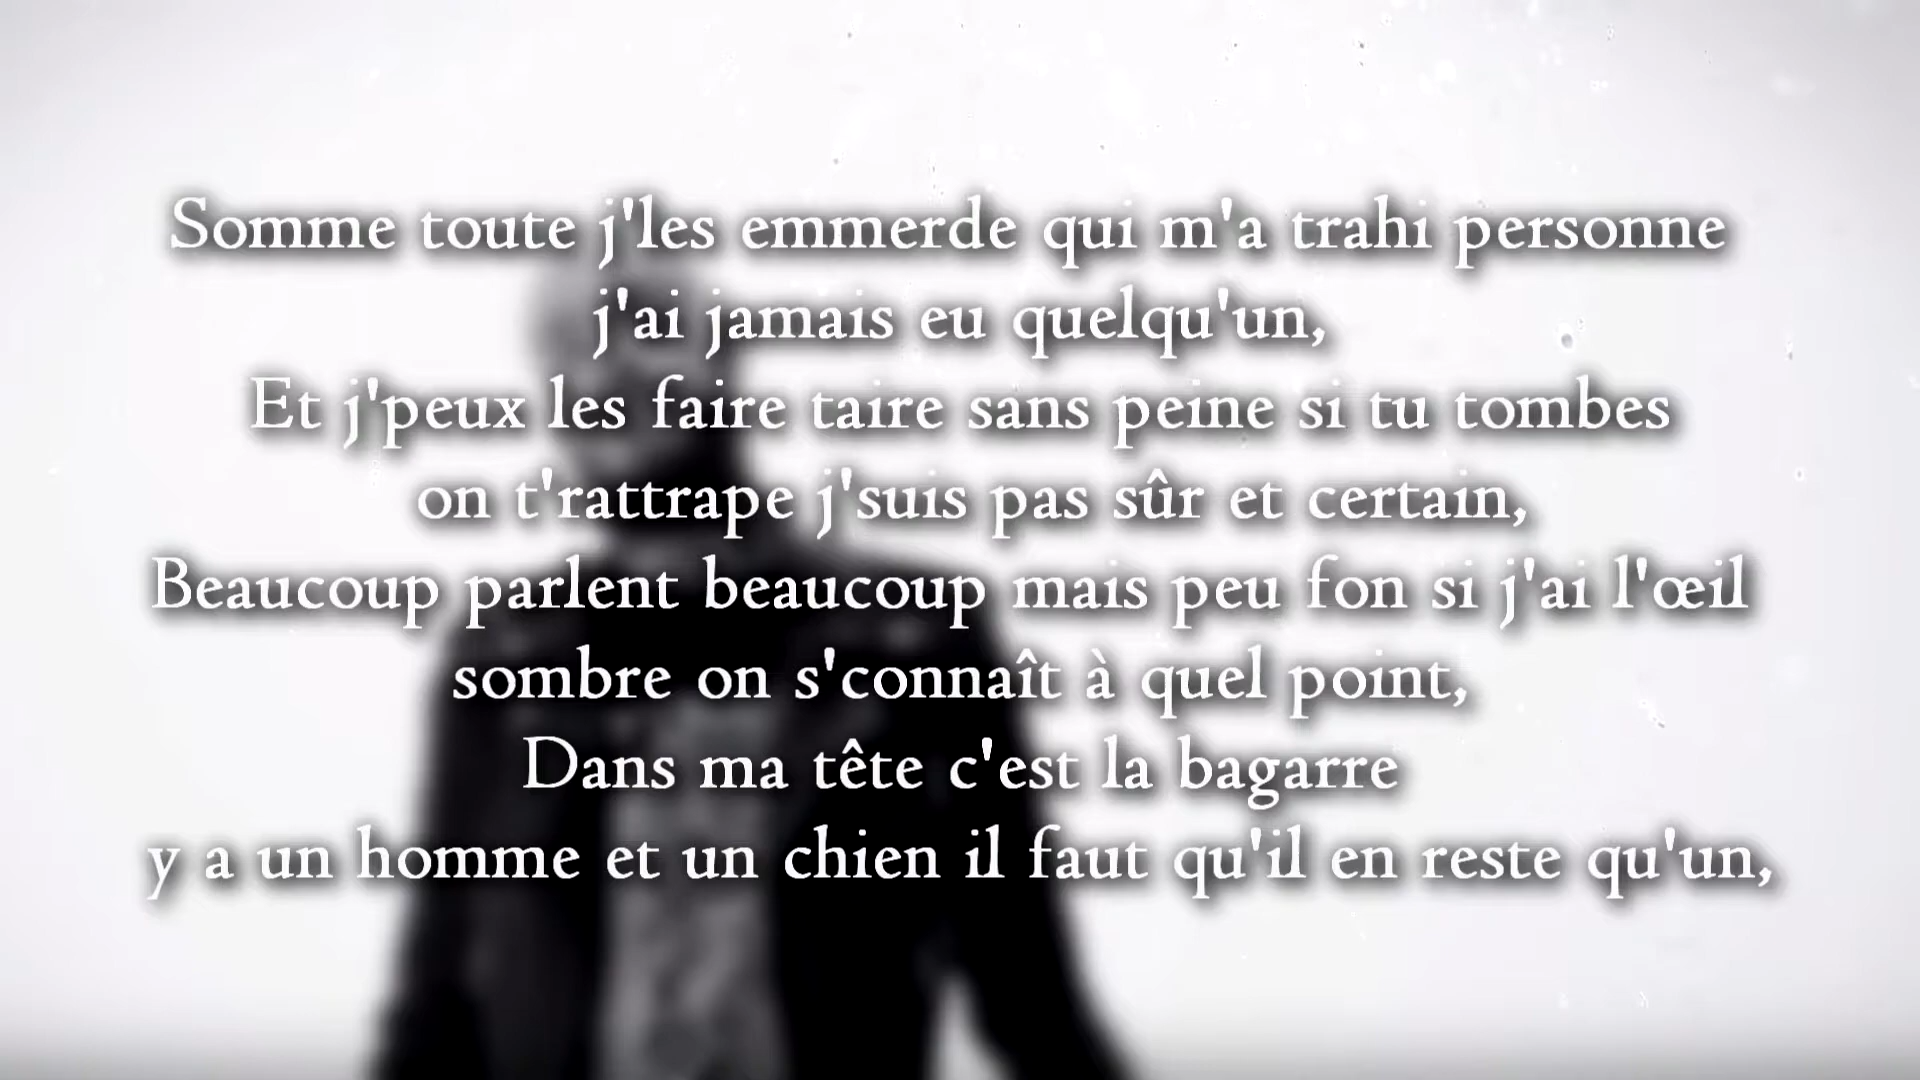 Somme toute j'les emmerde qui m'a trahi personne
j'ai jamais eu quelqu'un,
Et j'peux les faire taire sans peine si tu tombes
on t'rattrape j'suis pas sûr et certain,
Beaucoup parlent beaucoup mais peu fon si j'ai l'œil
sombre on s'connaît à quel point,
Dans ma tête c'est la bagarre
y a un homme et un chien il faut qu'il en reste qu'un,